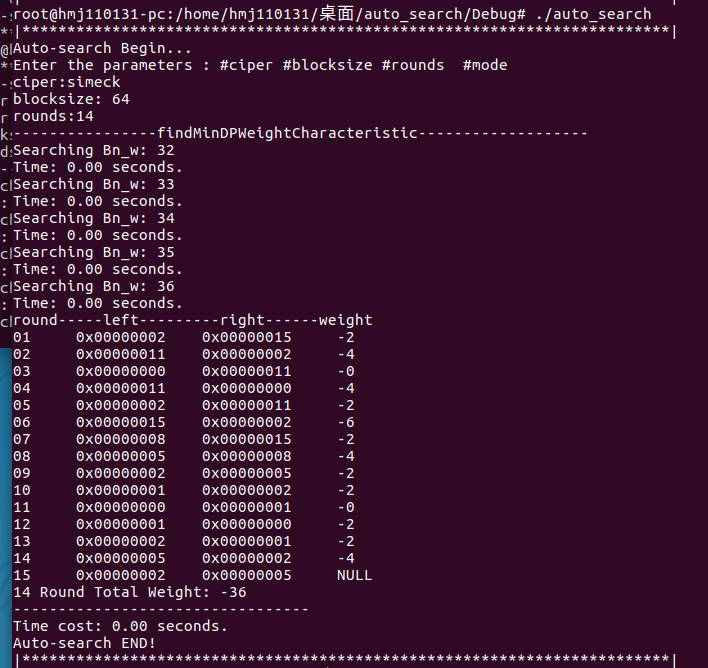 root@hmj110131-pc:/home/hmj110131/桌面/auto_search/Debug# ./auto_search
|************************************************************************|
Auto-search Begin...
Enter the parameters : #ciper #blocksize #rounds  #mode
ciper:simeck
blocksize: 64
rounds:14
----------------findMinDPWeightCharacteristic-------------------
Searching Bn_w: 32
Time: 0.00 seconds.
Searching Bn_w: 33
Time: 0.00 seconds.
Searching Bn_w: 34
Time: 0.00 seconds.
Searching Bn_w: 35
Time: 0.00 seconds.
Searching Bn_w: 36
Time: 0.00 seconds.
round-----left---------right------weight
01     0x00000002    0x00000015     -2
02     0x00000011    0x00000002     -4
03     0x00000000    0x00000011     -0
04     0x00000011    0x00000000     -4
05     0x00000002    0x00000011     -2
06     0x00000015    0x00000002     -6
07     0x00000008    0x00000015     -2
08     0x00000005    0x00000008     -4
09     0x00000002    0x00000005     -2
10     0x00000001    0x00000002     -2
11     0x00000000    0x00000001     -0
12     0x00000001    0x00000000     -2
13     0x00000002    0x00000001     -2
14     0x00000005    0x00000002     -4
15     0x00000002    0x00000005     NULL
14 Round Total Weight: -36
---------------------------------
Time cost: 0.00 seconds.
Auto-search END!
|************************************************************************|